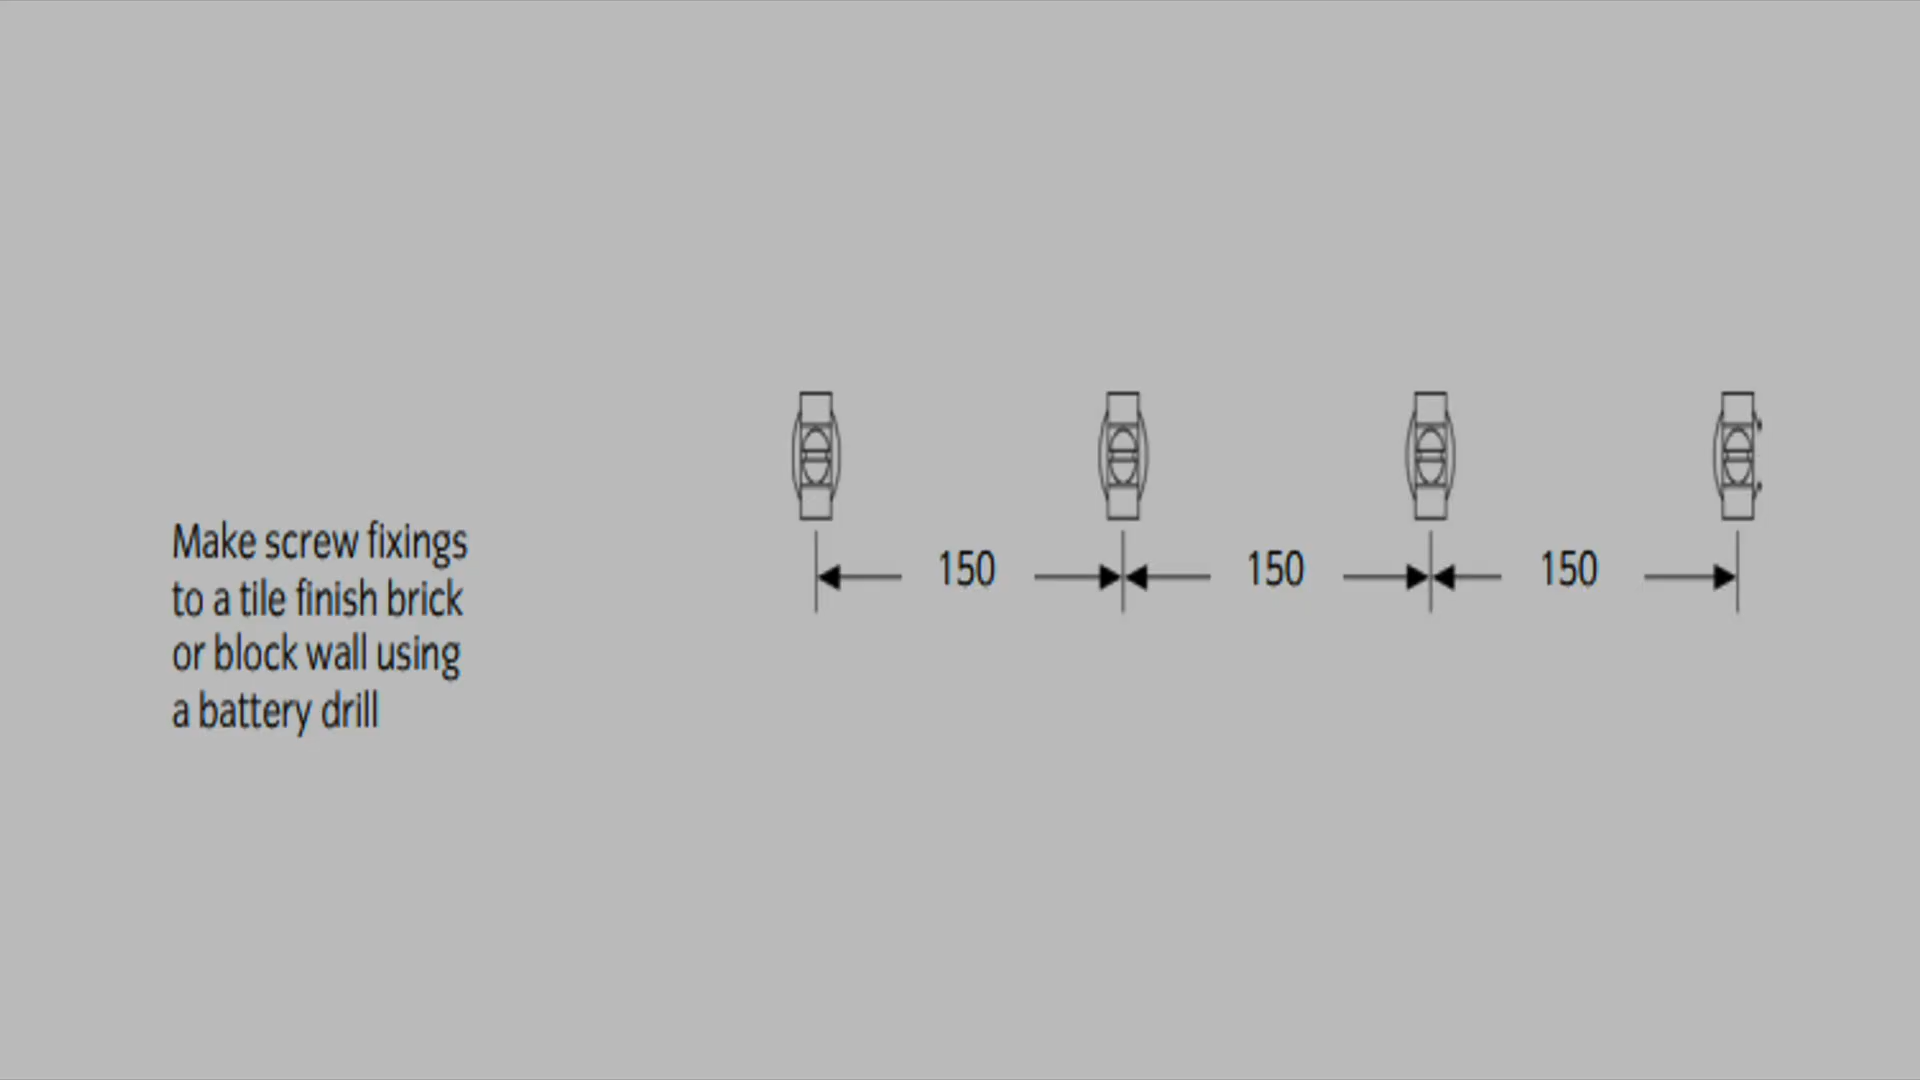 150 150 150
Make screw fixings
to a tile finish brick
or block wall using
a battery drill